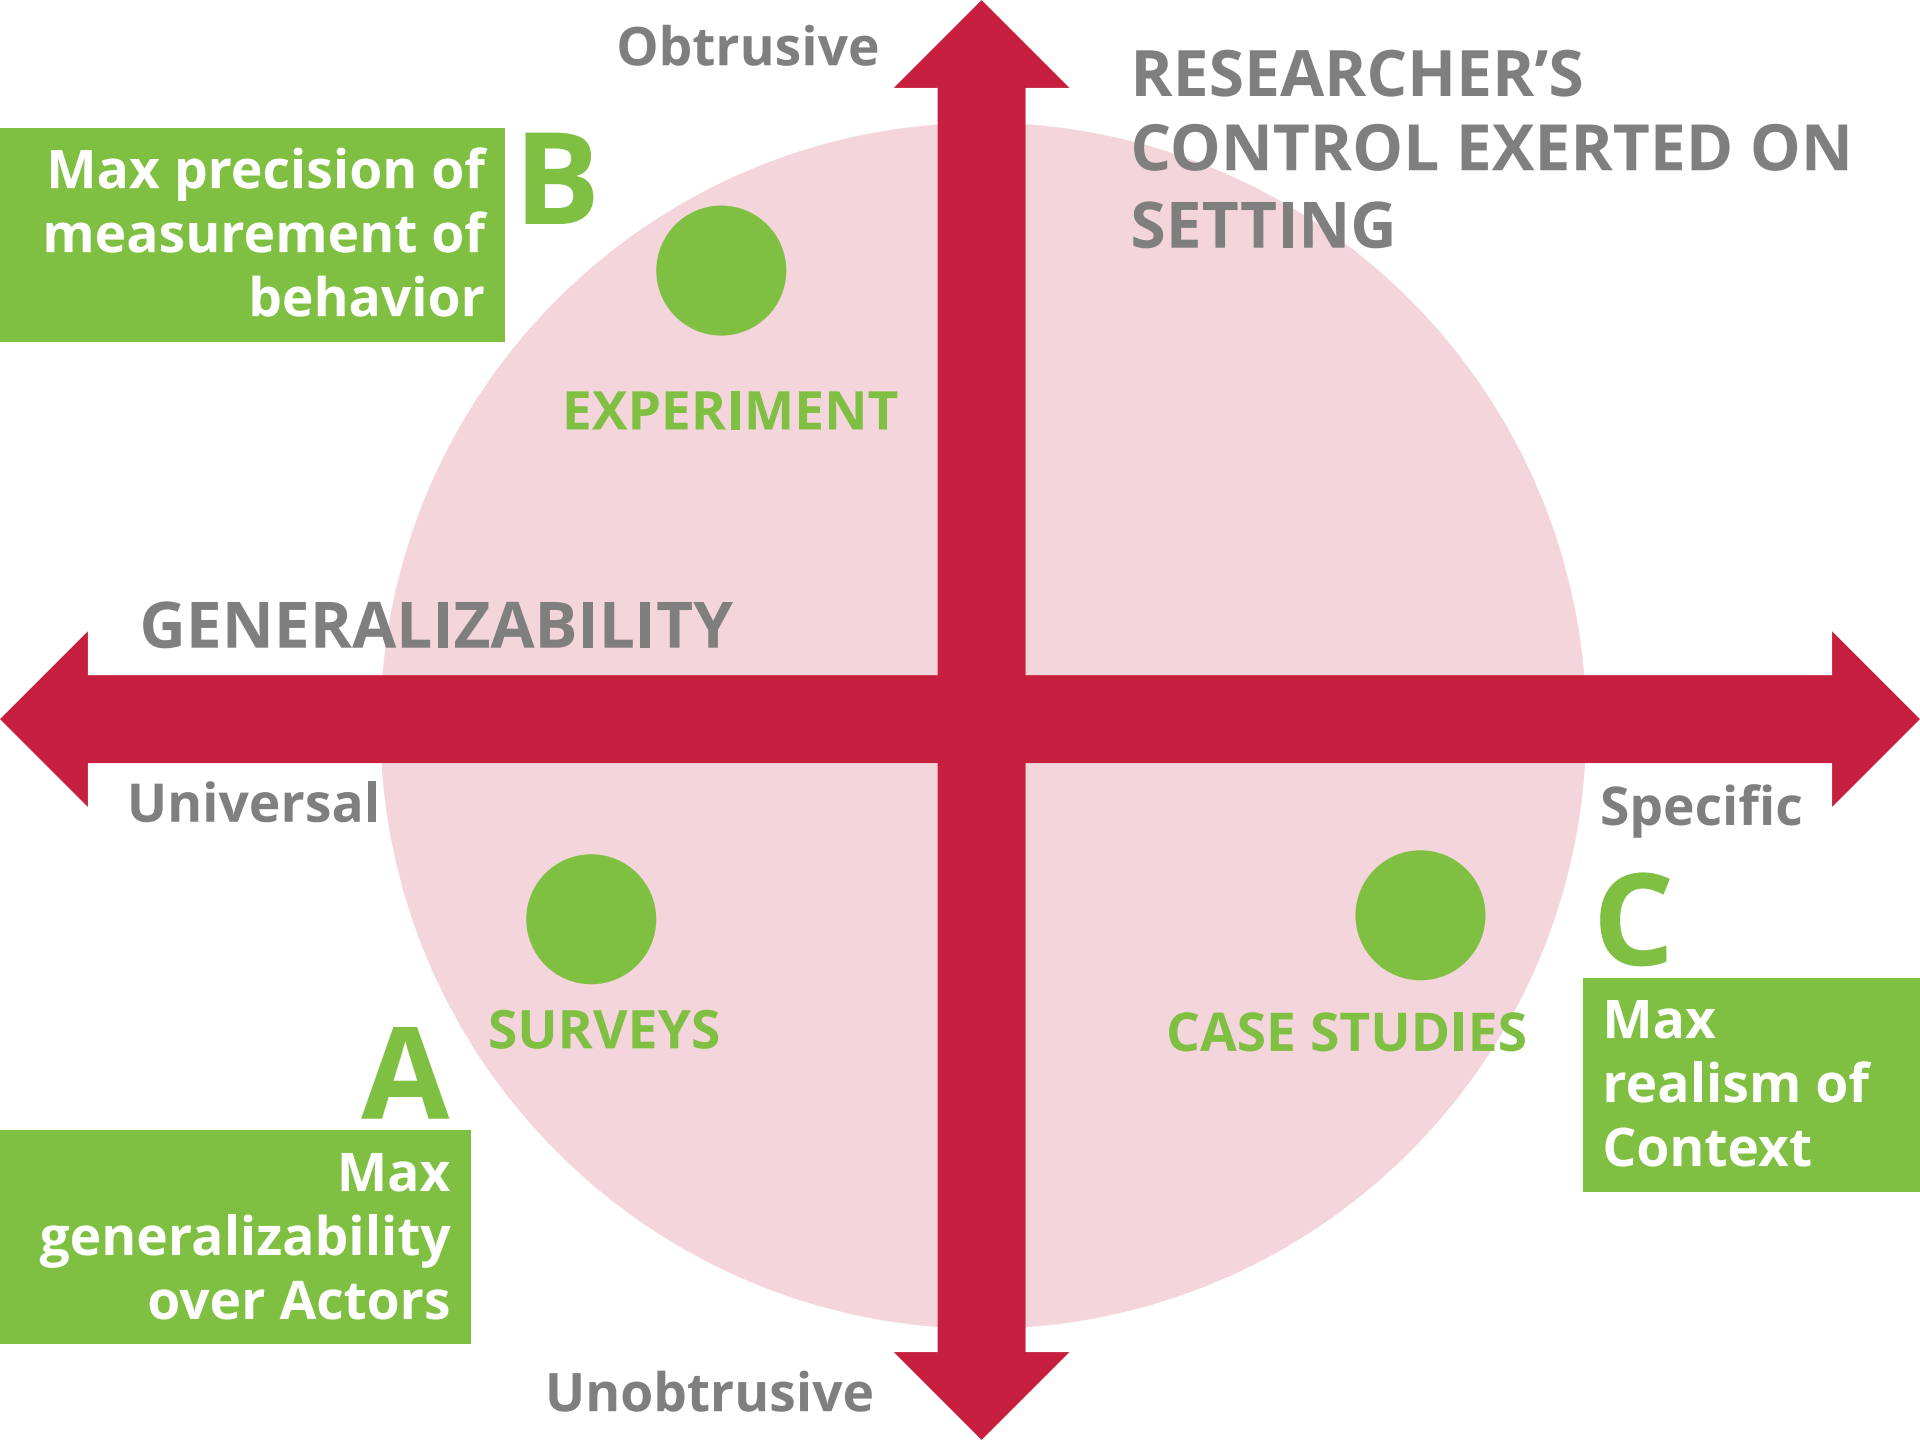 Obtrusive
RESEARCHER’S
CONTROL EXERTED ON
SETTING
B
Max precision of
measurement of
behavior
EXPERIMENT
GENERALIZABILITY
Universal
Specific
SURVEYS
CASE STUDIES
C
Max
realism of
Context
A
Max
generalizability
over Actors
Unobtrusive